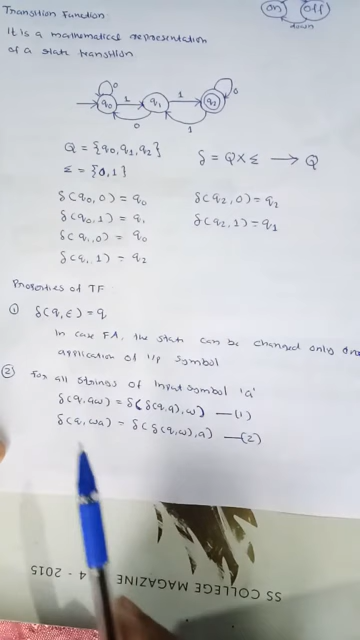 Transition Function
on off
down
It is a mathematical representation
of a state transition
0 0
q0 1 q1 1 q2
0 1
Q = {q0, q1, q2} δ = Q × Σ → Q
Σ = {0, 1}
δ(q0, 0) = q0 δ(q2, 0) = q2
δ(q0, 1) = q1 δ(q2, 1) = q1
δ(q1, 0) = q0
δ(q1, 1) = q2
Properties of TF
① δ(q, ε) = q
In case FA, the state can be changed only
application of i/p symbol
② For all strings of input symbol 'a'
δ(q, aw) = δ(δ(q, a), w) — (1)
δ(q, wa) = δ(δ(q, w), a) — (2)
SS COLLEGE MAGAZINE 4 - 2015